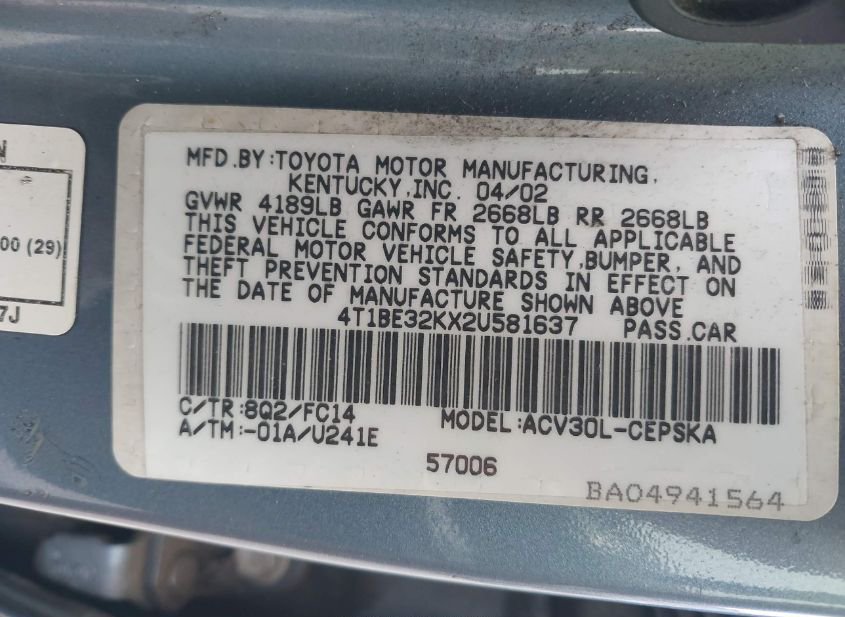 MFD.BY:TOYOTA MOTOR MANUFACTURING,
KENTUCKY,INC. 04/02
GVWR 4189LB GAWR FR 2668LB RR 2668LB
THIS VEHICLE CONFORMS TO ALL APPLICABLE
FEDERAL MOTOR VEHICLE SAFETY,BUMPER, AND
THEFT PREVENTION STANDARDS IN EFFECT ON
THE DATE OF MANUFACTURE SHOWN ABOVE
4T1BE32KX2U581637 PASS.CAR
C/TR:8Q2/FC14
MODEL:ACV30L-CEPSKA
A/TM:-01A/U241E
57006
BA04941564
N
00 (29)
7J